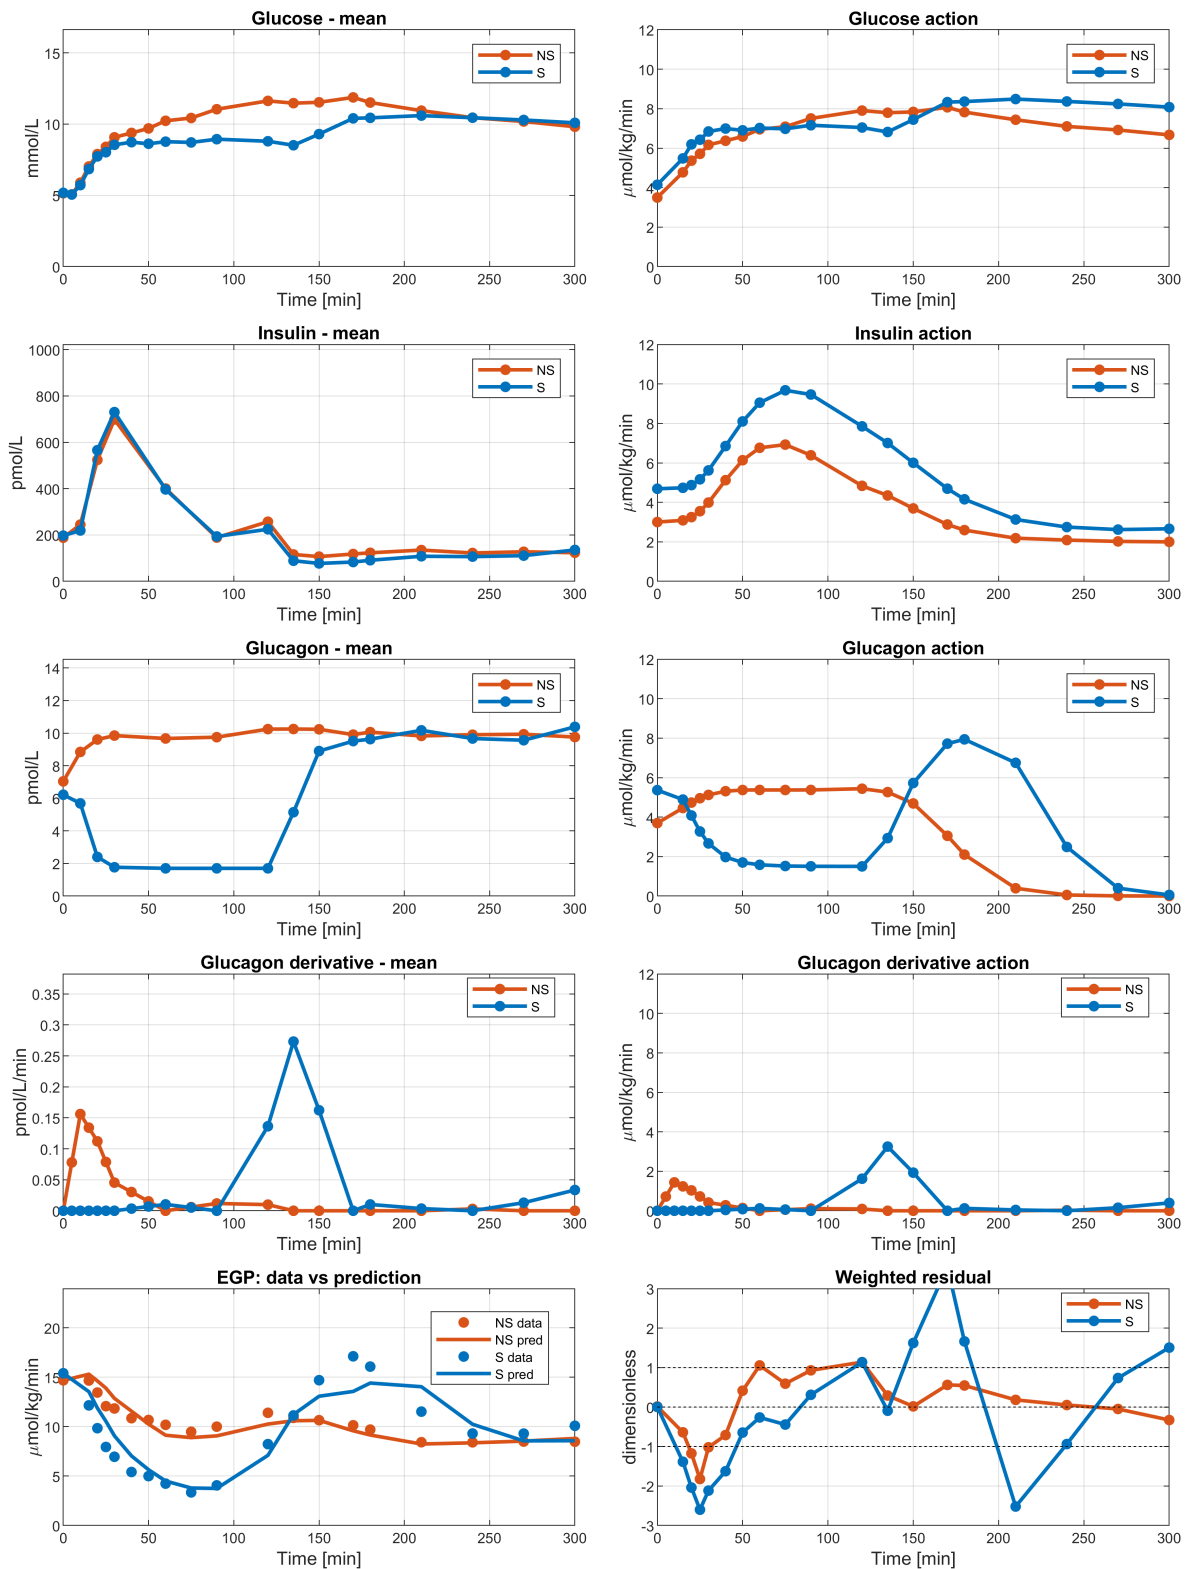 Glucose - mean
15
10
5
0
mmol/L
NS
S
0 50 100 150 200 250 300
Time [min]
Glucose action
12
10
8
6
4
2
0
μmol/kg/min
NS
S
0 50 100 150 200 250 300
Time [min]
Insulin - mean
1000
800
600
400
200
0
pmol/L
NS
S
0 50 100 150 200 250 300
Time [min]
Insulin action
12
10
8
6
4
2
0
μmol/kg/min
NS
S
0 50 100 150 200 250 300
Time [min]
Glucagon - mean
14
12
10
8
6
4
2
0
pmol/L
NS
S
0 50 100 150 200 250 300
Time [min]
Glucagon action
12
10
8
6
4
2
0
μmol/kg/min
NS
S
0 50 100 150 200 250 300
Time [min]
Glucagon derivative - mean
0.35
0.3
0.25
0.2
0.15
0.1
0.05
0
pmol/L/min
NS
S
0 50 100 150 200 250 300
Time [min]
Glucagon derivative action
12
10
8
6
4
2
0
μmol/kg/min
NS
S
0 50 100 150 200 250 300
Time [min]
EGP: data vs prediction
20
15
10
5
0
μmol/kg/min
NS data
NS pred
S data
S pred
0 50 100 150 200 250 300
Time [min]
Weighted residual
3
2
1
0
-1
-2
-3
dimensionless
NS
S
0 50 100 150 200 250 300
Time [min]